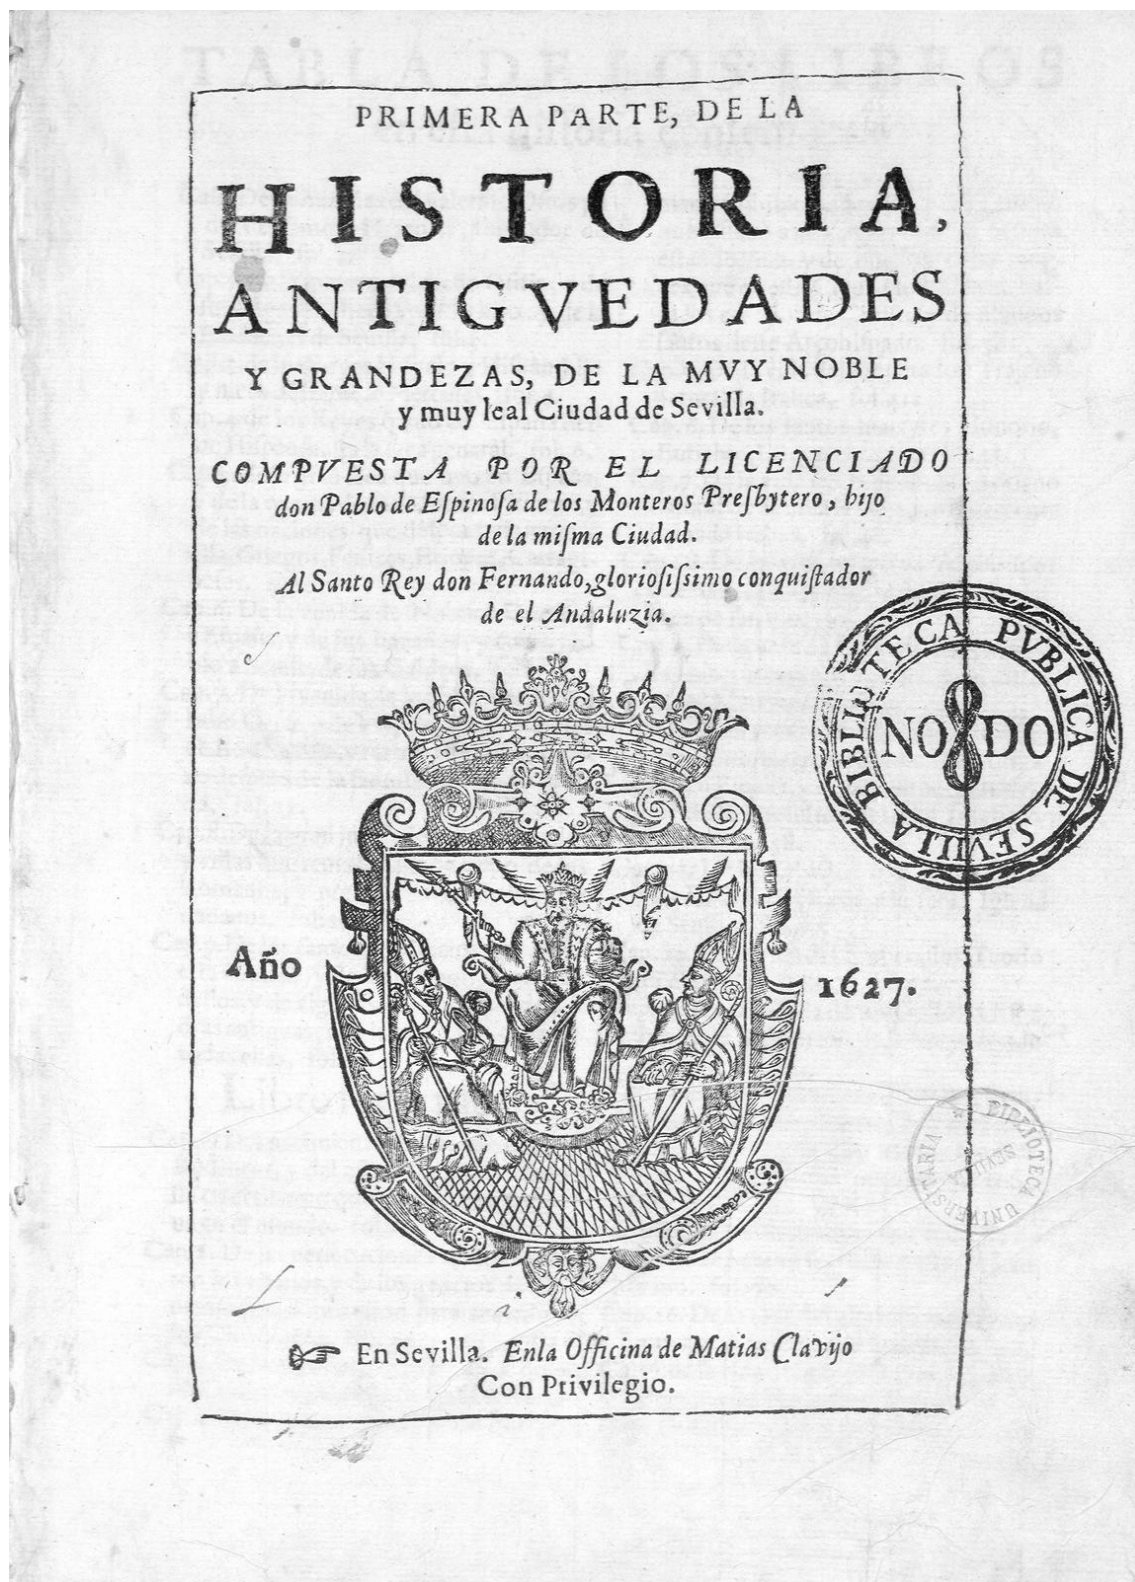 PRIMERA PARTE, DE LA
HISTORIA,
ANTIGVEDADES
Y GRANDEZAS, DE LA MVY NOBLE
y muy leal Ciudad de Sevilla.
COMPVESTA POR EL LICENCIADO
don Pablo de Eſpinoſa de los Monteros Preſbytero, hijo
de la miſma Ciudad.
Al Santo Rey don Fernando, glorioſiſsimo conquiſtador
de el Andaluzia.
BIBLIOTECA PVBLICA DE SEVILLA
NO8DO
Año 1627.
BIBLIOTECA UNIVERSITARIA
SEVILLA
☞ En Sevilla. Enla Officina de Matias Clavijo
Con Privilegio.